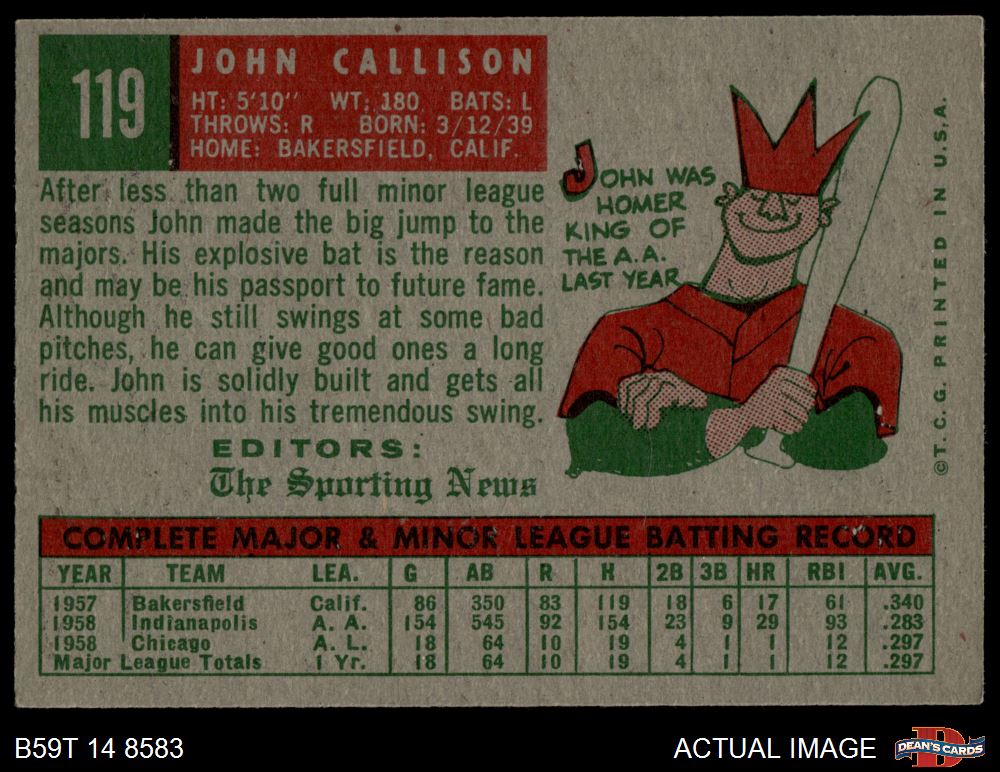 119
JOHN CALLISON
HT: 5'10" WT: 180 BATS: L
THROWS: R BORN: 3/12/39
HOME: BAKERSFIELD, CALIF.
After less than two full minor league
seasons John made the big jump to the
majors. His explosive bat is the reason
and may be his passport to future fame.
Although he still swings at some bad
pitches, he can give good ones a long
ride. John is solidly built and gets all
his muscles into his tremendous swing.
EDITORS:
The Sporting News
JOHN WAS
HOMER
KING OF
THE A.A.
LAST YEAR
©T.C.G. PRINTED IN U.S.A.
COMPLETE MAJOR & MINOR LEAGUE BATTING RECORD
YEAR TEAM LEA. G AB R H 2B 3B HR RBI AVG.
1957 Bakersfield Calif. 86 350 83 119 18 6 17 61 .340
1958 Indianapolis A. A. 154 545 92 154 23 9 29 93 .283
1958 Chicago A. L. 18 64 10 19 4 1 1 12 .297
Major League Totals 1 Yr. 18 64 10 19 4 1 1 12 .297
B59T 14 8583
ACTUAL IMAGE
DEAN'S CARDS